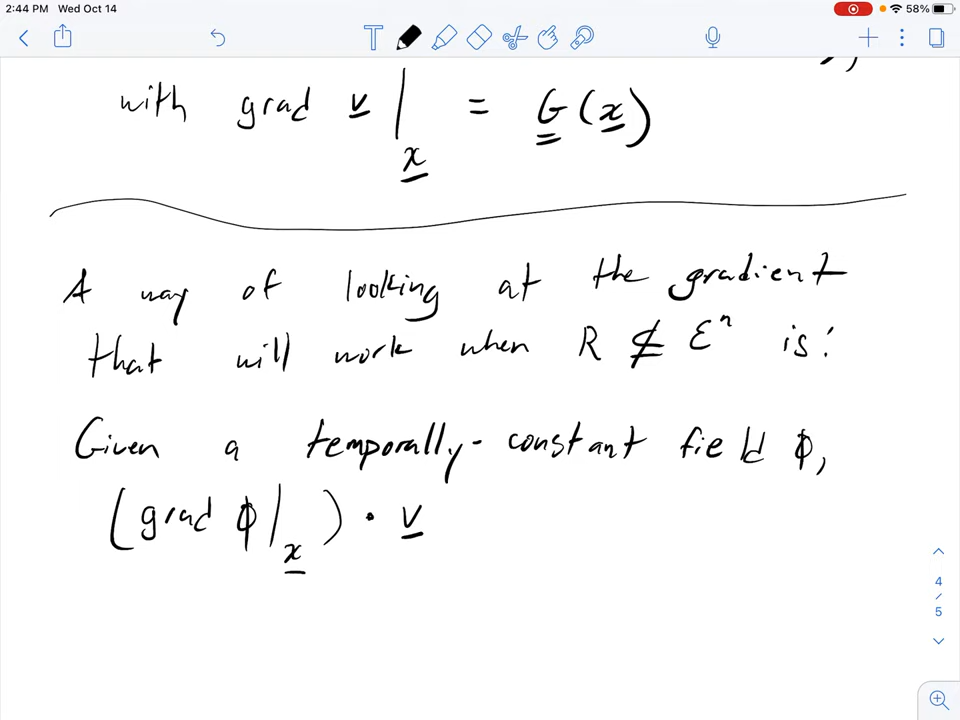 2:44 PM Wed Oct 14
58%
with grad v | x = G (x)
A way of looking at the gradient
that will work when R ⊄ Ɛⁿ is:
Given a temporally-constant field ϕ,
(grad ϕ | x) · v
4
/
5